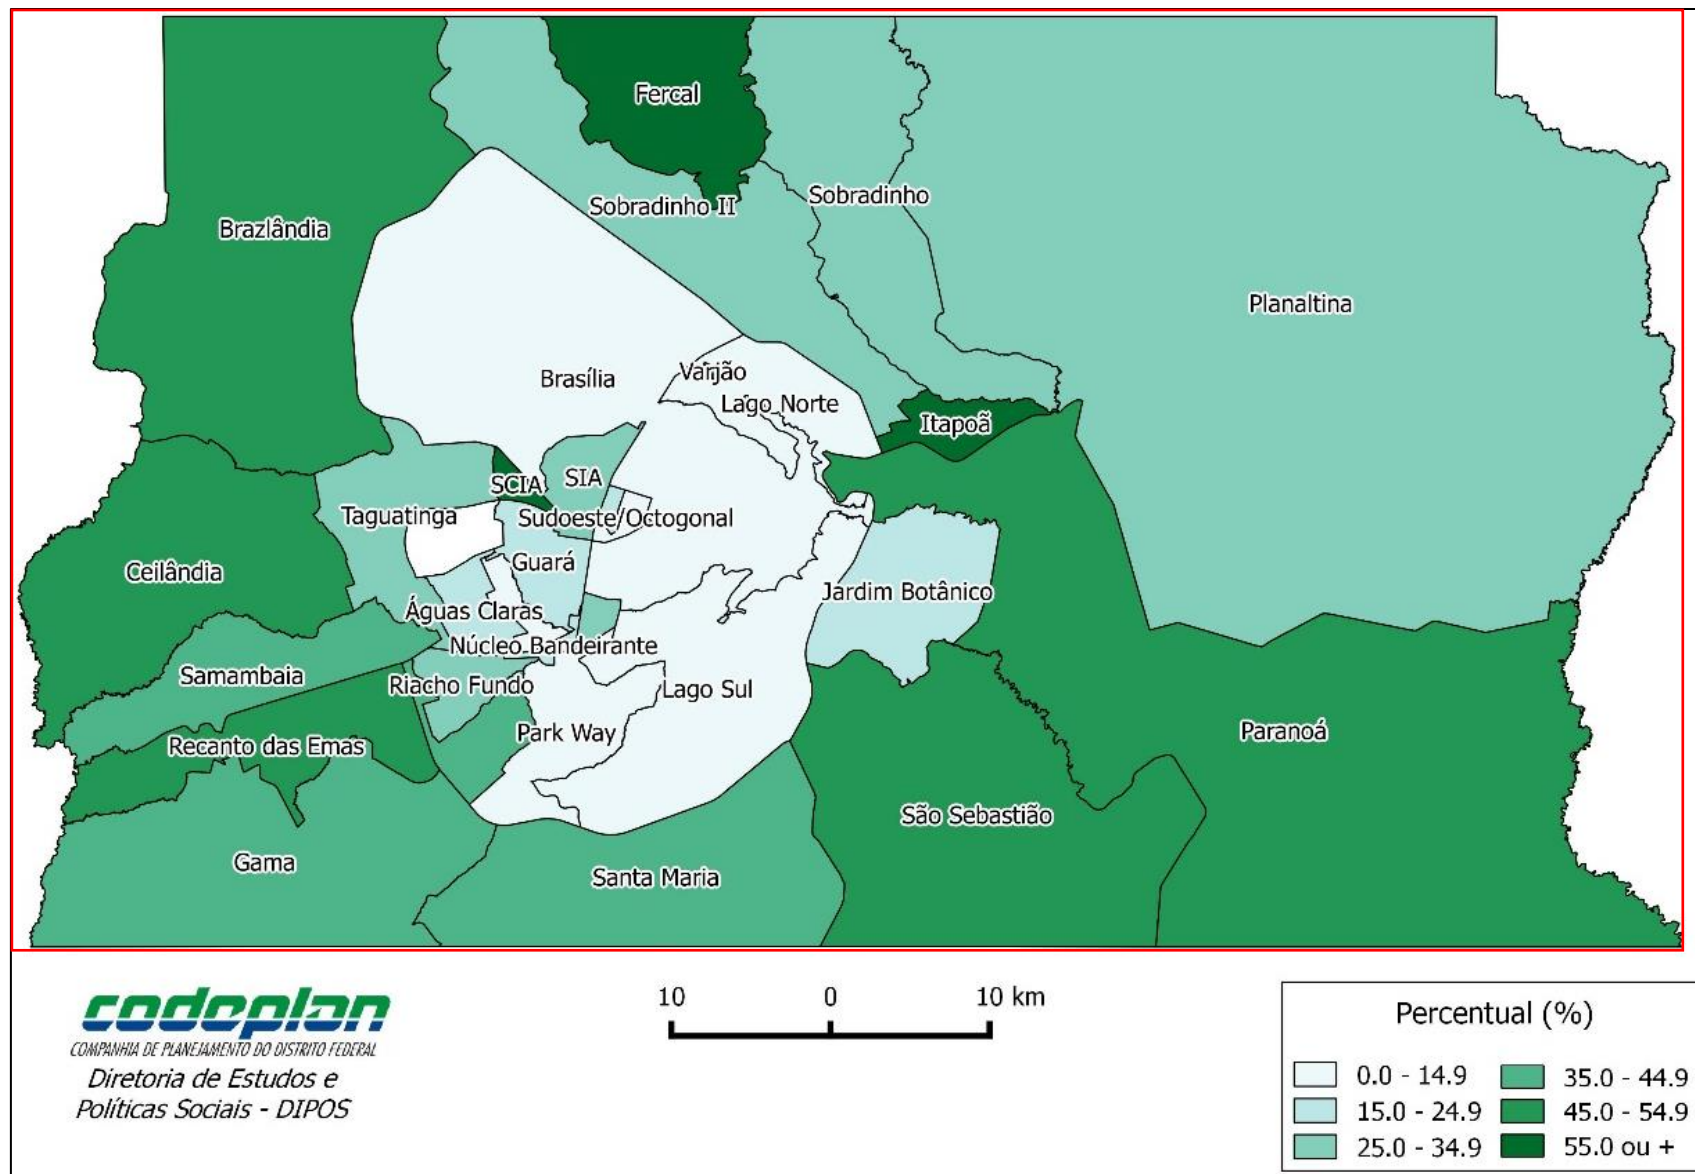 Fercal
Sobradinho
Sobradinho II
Brazlândia
Planaltina
Varjão
Brasília
Lago Norte
Itapoã
SCIA
SIA
Taguatinga
Sudoeste/Octogonal
Guará
Ceilândia
Jardim Botânico
Águas Claras
Núcleo Bandeirante
Samambaia
Riacho Fundo
Lago Sul
Park Way
Paranoá
Recanto das Emas
São Sebastião
Gama
Santa Maria
codeplan
COMPANHIA DE PLANEJAMENTO DO DISTRITO FEDERAL
Diretoria de Estudos e
Políticas Sociais - DIPOS
10 0 10 km
Percentual (%)
0.0 - 14.9 35.0 - 44.9
15.0 - 24.9 45.0 - 54.9
25.0 - 34.9 55.0 ou +